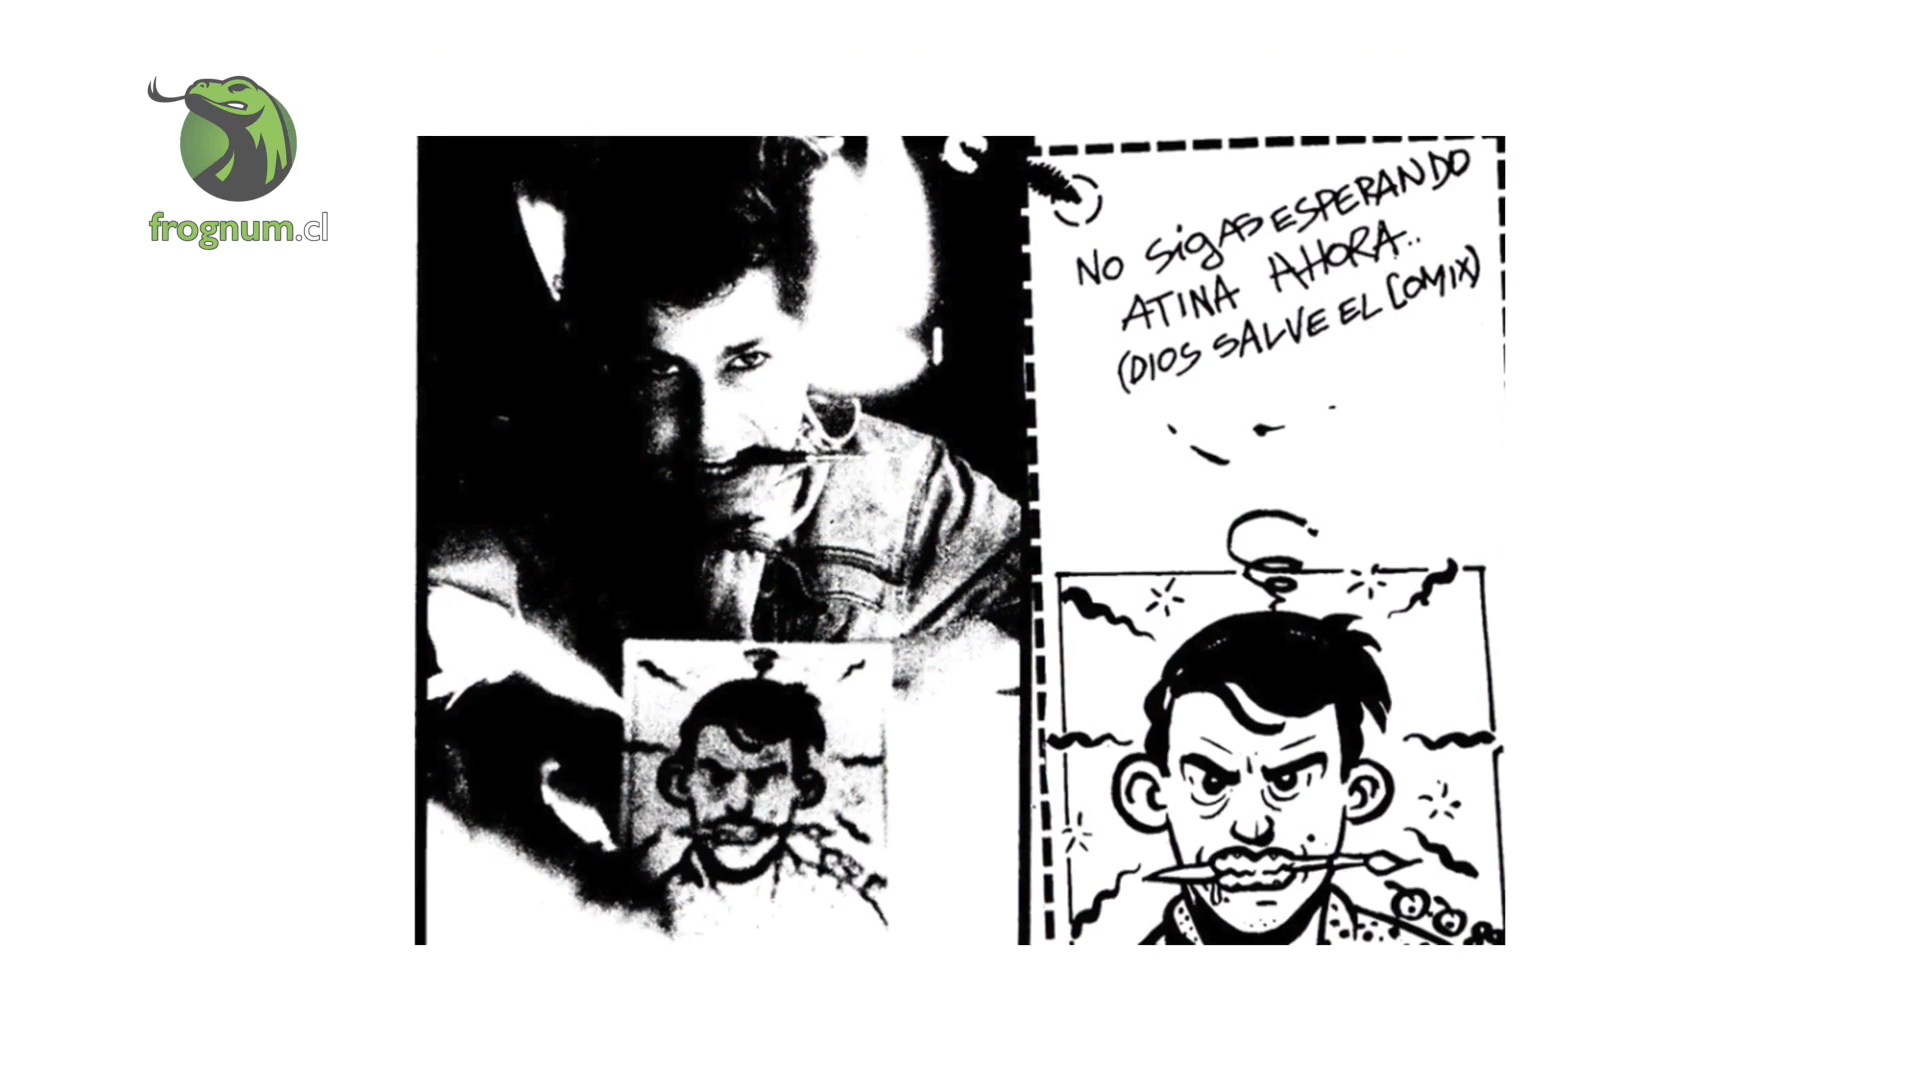 frognum.cl
NO SigAS ESPERANDO
ATINA AHORA..
(DIOS SALVE EL COMIX)